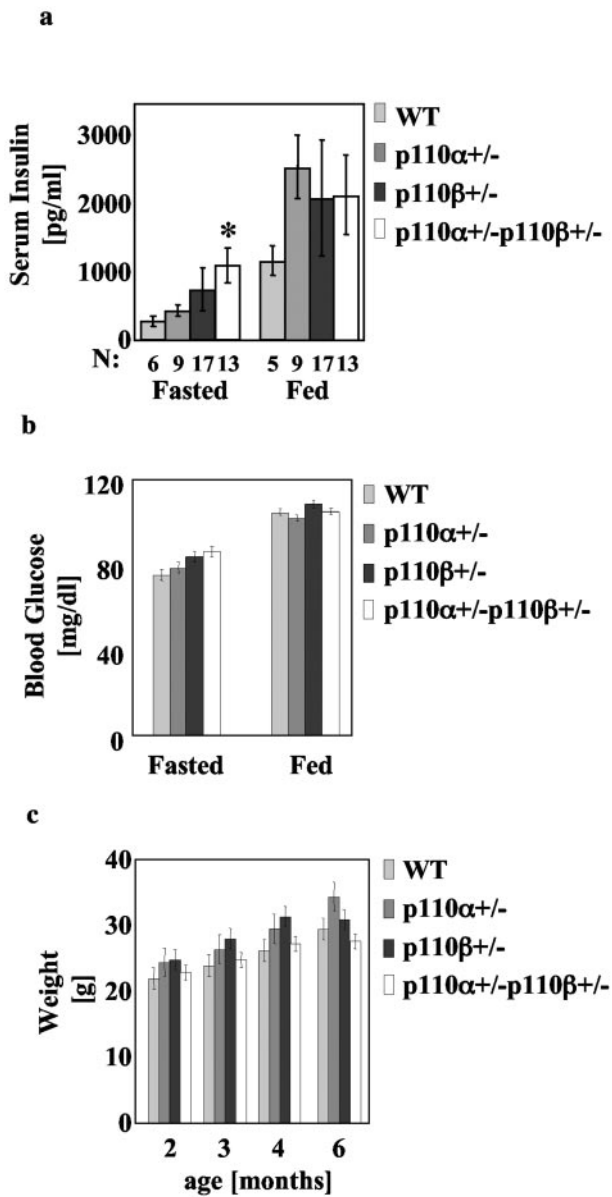 a
Serum Insulin
[pg/ml]
3000
2000
1000
0
*
WT
p110α+/-
p110β+/-
p110α+/-p110β+/-
N: 6 9 17 13 5 9 17 13
Fasted Fed
b
Blood Glucose
[mg/dl]
120
80
40
0
WT
p110α+/-
p110β+/-
p110α+/-p110β+/-
Fasted Fed
c
Weight
[g]
40
30
20
10
0
WT
p110α+/-
p110β+/-
p110α+/-p110β+/-
2 3 4 6
age [months]